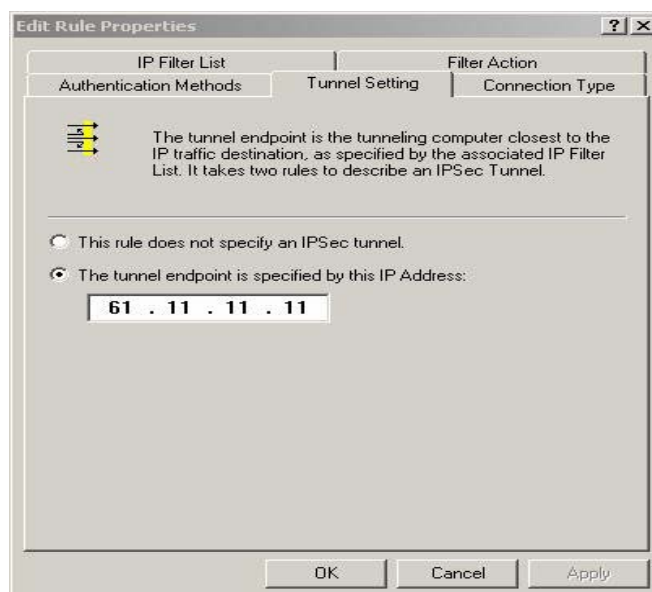 Edit Rule Properties
IP Filter List
Filter Action
Authentication Methods
Tunnel Setting
Connection Type
The tunnel endpoint is the tunneling computer closest to the
IP traffic destination, as specified by the associated IP Filter
List. It takes two rules to describe an IPSec Tunnel.
This rule does not specify an IPSec tunnel.
The tunnel endpoint is specified by this IP Address:
61 . 11 . 11 . 11
OK
Cancel
Apply